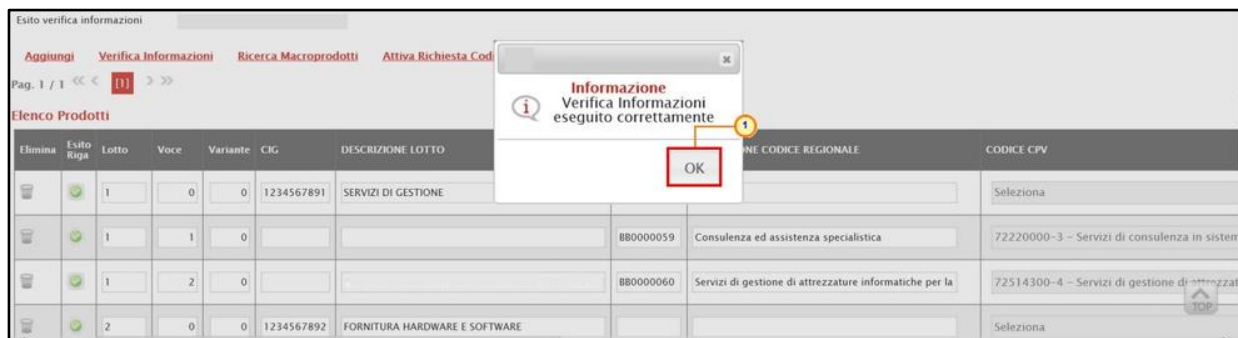 Esito verifica informazioni
Aggiungi Verifica Informazioni Ricerca Macroprodotti Attiva Richiesta Codi
Pag. 1 / 1 << < [1] > >>
Informazione
Verifica Informazioni
eseguito correttamente
1
OK
Elenco Prodotti
Elimina Esito Riga Lotto Voce Variante CIG DESCRIZIONE LOTTO NE CODICE REGIONALE CODICE CPV
1 0 0 1234567891 SERVIZI DI GESTIONE Seleziona
1 1 0 BB0000059 Consulenza ed assistenza specialistica 72220000-3 - Servizi di consulenza in sistem
1 2 0 BB0000060 Servizi di gestione di attrezzature informatiche per la 72514300-4 - Servizi di gestione di attrezzat
TOP
2 0 0 1234567892 FORNITURA HARDWARE E SOFTWARE Seleziona